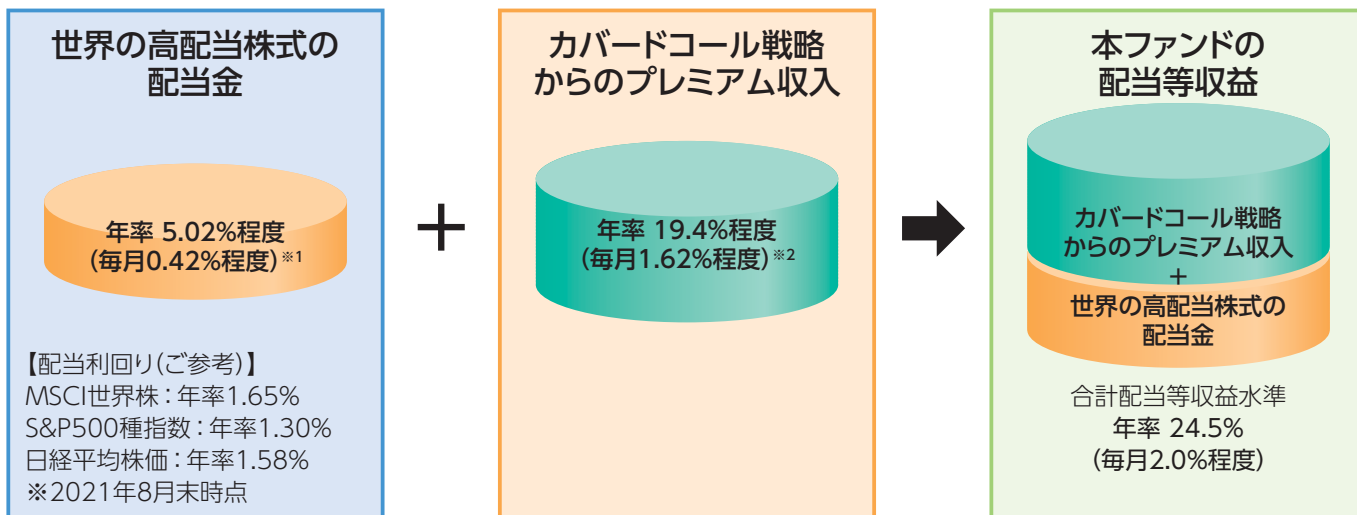 世界の高配当株式の
配当金
年率 5.02%程度
(毎月0.42%程度)※1
【配当利回り(ご参考)】
MSCI世界株：年率1.65%
S&P500種指数：年率1.30%
日経平均株価：年率1.58%
※2021年8月末時点
＋
カバードコール戦略
からのプレミアム収入
年率 19.4%程度
(毎月1.62%程度)※2
本ファンドの
配当等収益
カバードコール戦略
からのプレミアム収入
＋
世界の高配当株式の
配当金
合計配当等収益水準
年率 24.5%
(毎月2.0%程度)